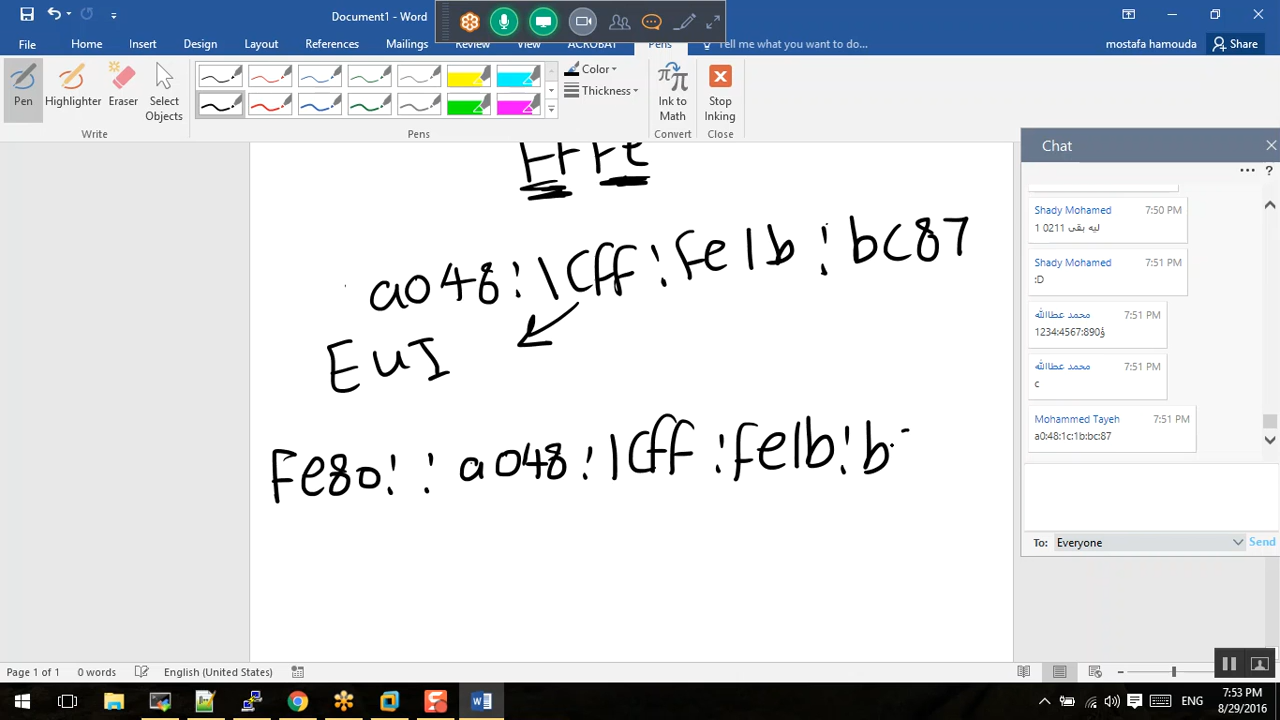 Document1 - Word
mostafa hamouda
Share
File
Home
Insert
Design
Layout
References
Mailings
Review
View
ACROBAT
Pens
Tell me what you want to do...
Pen
Highlighter
Eraser
Select Objects
Color
Thickness
Ink to Math
Stop Inking
Write
Pens
Convert
Close
FFFE
a048:1Cff:fe1b:bC87
EUI
Fe80::a048:1Cff:fe1b:b
Chat
Shady Mohamed 7:50 PM
ليه بقى 0211 1
Shady Mohamed 7:51 PM
:D
محمد عطاالله 7:51 PM
1234:4567:890ؤ
محمد عطاالله 7:51 PM
c
Mohammed Tayeh 7:51 PM
a0:48:1c:1b:bc:87
To: Everyone Send
Page 1 of 1 0 words English (United States)
ENG
7:53 PM
8/29/2016